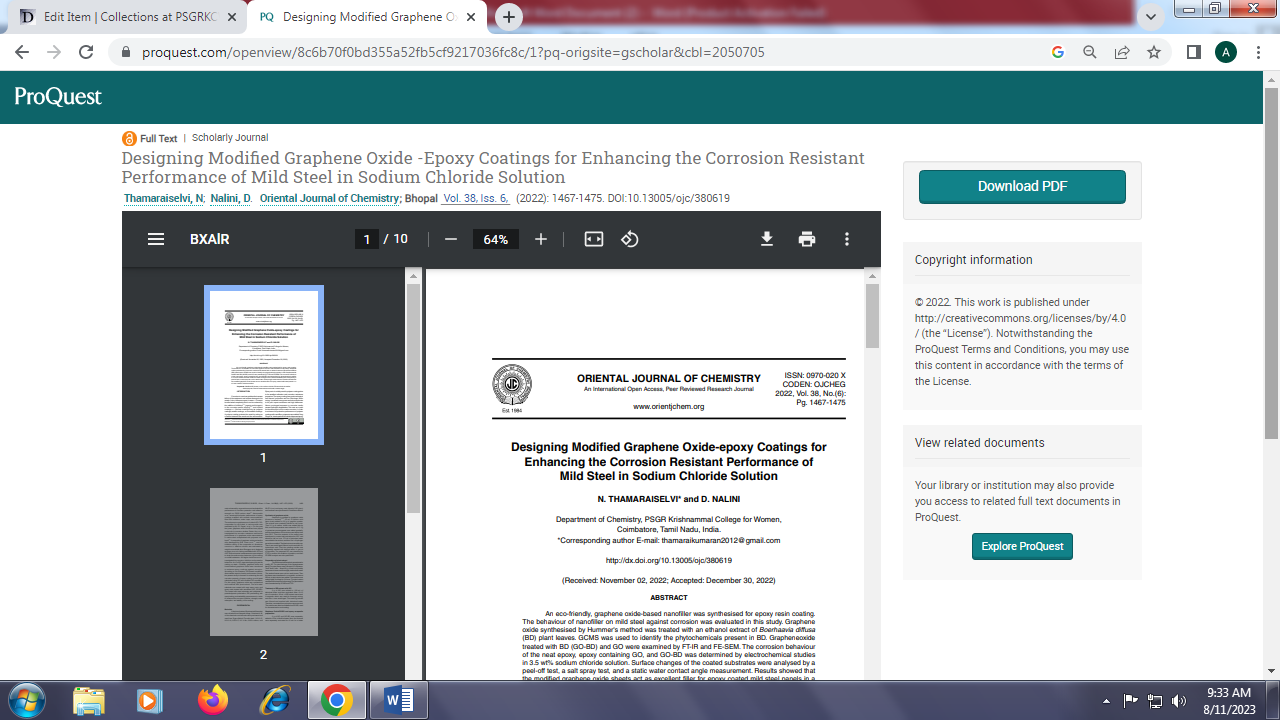 Edit Item | Collections at PSGRKC
Designing Modified Graphene O
proquest.com/openview/8c6b70f0bd355a52fb5cf9217036fc8c/1?pq-origsite=gscholar&cbl=2050705
A
ProQuest
Full Text | Scholarly Journal
Designing Modified Graphene Oxide -Epoxy Coatings for Enhancing the Corrosion Resistant
Performance of Mild Steel in Sodium Chloride Solution
Thamaraiselvi, N; Nalini, D. Oriental Journal of Chemistry; Bhopal Vol. 38, Iss. 6, (2022): 1467-1475. DOI:10.13005/ojc/380619
BXAlR
1 / 10
64%
1
2
ORIENTAL JOURNAL OF CHEMISTRY
An International Open Access, Peer Reviewed Research Journal
www.orientjchem.org
Est. 1984
ISSN: 0970-020 X
CODEN: OJCHEG
2022, Vol. 38, No.(6):
Pg. 1467-1475
Designing Modified Graphene Oxide-epoxy Coatings for
Enhancing the Corrosion Resistant Performance of
Mild Steel in Sodium Chloride Solution
N. THAMARAISELVI* and D. NALINI
Department of Chemistry, PSGR Krishnammal College for Women,
Coimbatore, Tamil Nadu, India.
*Corresponding author E-mail: thamaraikumaran2012@gmail.com
http://dx.doi.org/10.13005/ojc/380619
(Received: November 02, 2022; Accepted: December 30, 2022)
ABSTRACT
An eco-friendly, graphene oxide-based nanofiller was synthesised for epoxy resin coating.
The behaviour of nanofiller on mild steel against corrosion was evaluated in this study. Graphene
oxide synthesised by Hummer's method was treated with an ethanol extract of Boerhaavia diffusa
(BD) plant leaves. GCMS was used to identify the phytochemicals present in BD. Grapheneoxide
treated with BD (GO-BD) and GO were examined by FT-IR and FE-SEM. The corrosion behaviour
of the neat epoxy, epoxy containing GO, and GO-BD was determined by electrochemical studies
in 3.5 wt% sodium chloride solution. Surface changes of the coated substrates were analysed by a
peel-off test, a salt spray test, and a static water contact angle measurement. Results showed that
the modified graphene oxide sheets act as excellent filler for epoxy coated mild steel panels in a
Download PDF
Copyright information
© 2022. This work is published under
http://creativecommons.org/licenses/by/4.0
/ (the “License”). Notwithstanding the
ProQuest Terms and Conditions, you may use
this content in accordance with the terms of
the License.
View related documents
Your library or institution may also provide
you access to related full text documents in
ProQuest.
Explore ProQuest
9:33 AM
8/11/2023